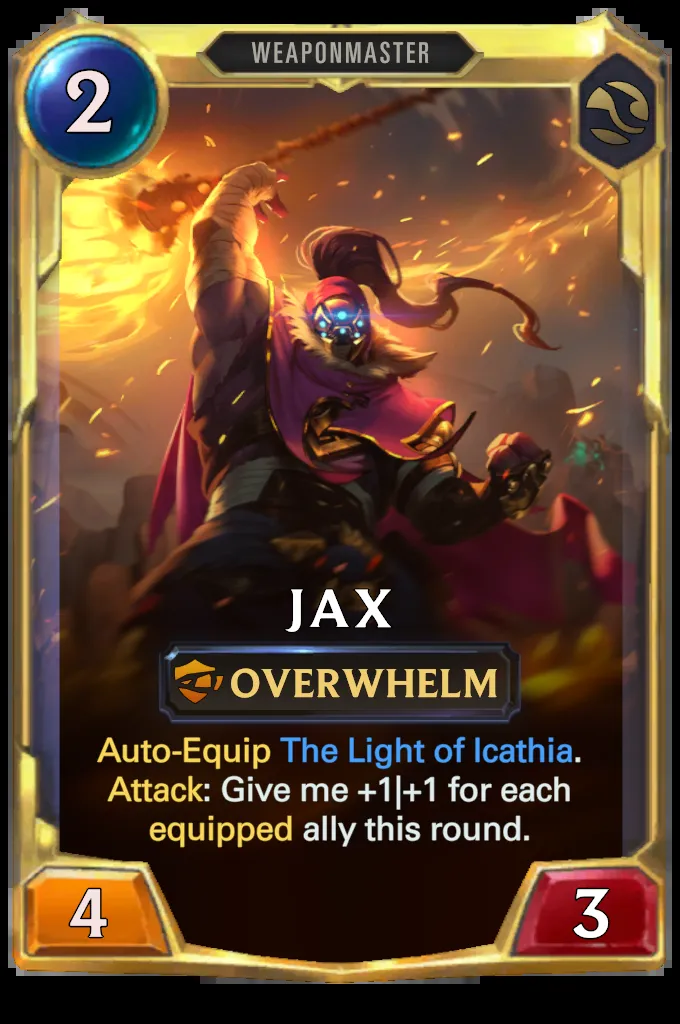 WEAPONMASTER
2
JAX
OVERWHELM
Auto-Equip The Light of Icathia.
Attack: Give me +1|+1 for each
equipped ally this round.
4
3